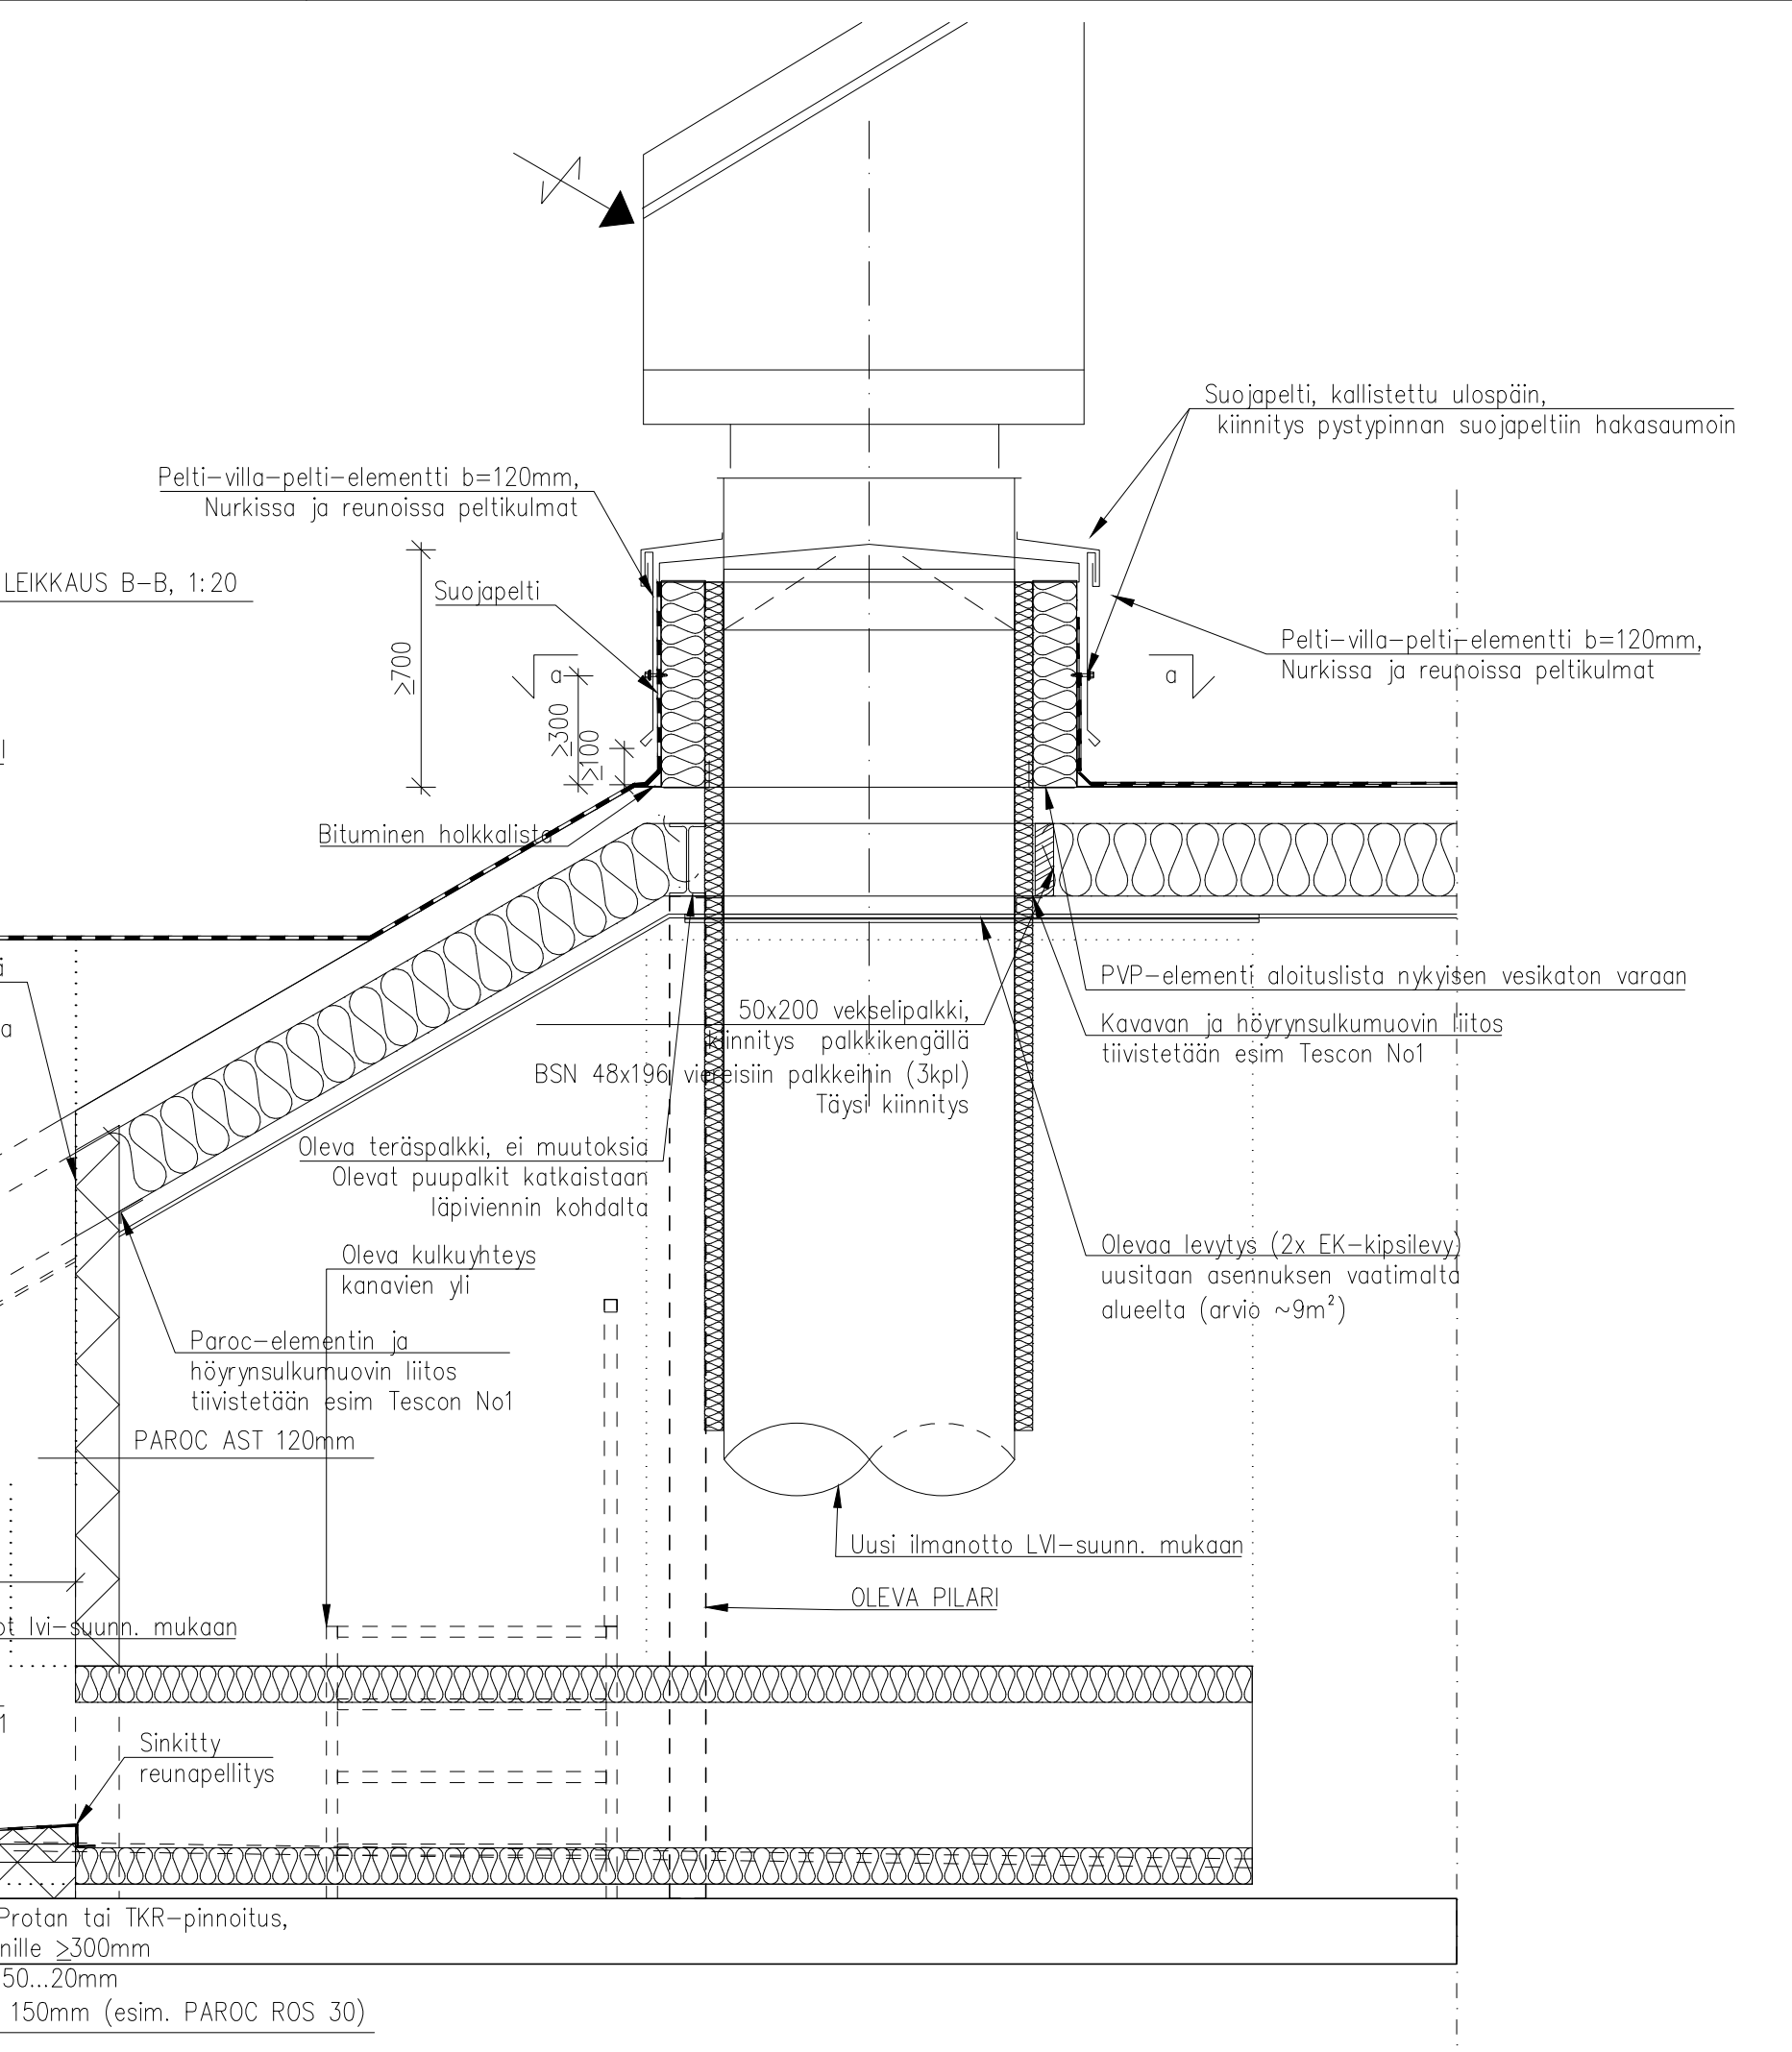 Suojapelti, kallistettu ulospäin,
kiinnitys pystypinnan suojapeltiin hakasaumoin
Pelti-villa-pelti-elementti b=120mm,
Nurkissa ja reunoissa peltikulmat
LEIKKAUS B-B, 1:20
Suojapelti
≥700
a
≥300
≥100
a
Pelti-villa-pelti-elementti b=120mm,
Nurkissa ja reunoissa peltikulmat
Bituminen holkkalista
PVP-elementi aloituslista nykyisen vesikaton varaan
50x200 vekselipalkki,
kiinnitys palkkikengällä
BSN 48x196 viereisiin palkkeihin (3kpl)
Täysi kiinnitys
Kavavan ja höyrynsulkumuovin liitos
tiivistetään esim Tescon No1
Oleva teräspalkki, ei muutoksia
Olevat puupalkit katkaistaan
läpiviennin kohdalta
Oleva kulkuyhteys
kanavien yli
Olevaa levytys (2x EK-kipsilevy)
uusitaan asennuksen vaatimalta
alueelta (arvio ~9m²)
Paroc-elementin ja
höyrynsulkumuovin liitos
tiivistetään esim Tescon No1
PAROC AST 120mm
Uusi ilmanotto LVI-suunn. mukaan
OLEVA PILARI
lvi-suunn. mukaan
Sinkitty
reunapellitys
Protan tai TKR-pinnoitus,
≥300mm
50...20mm
150mm (esim. PAROC ROS 30)